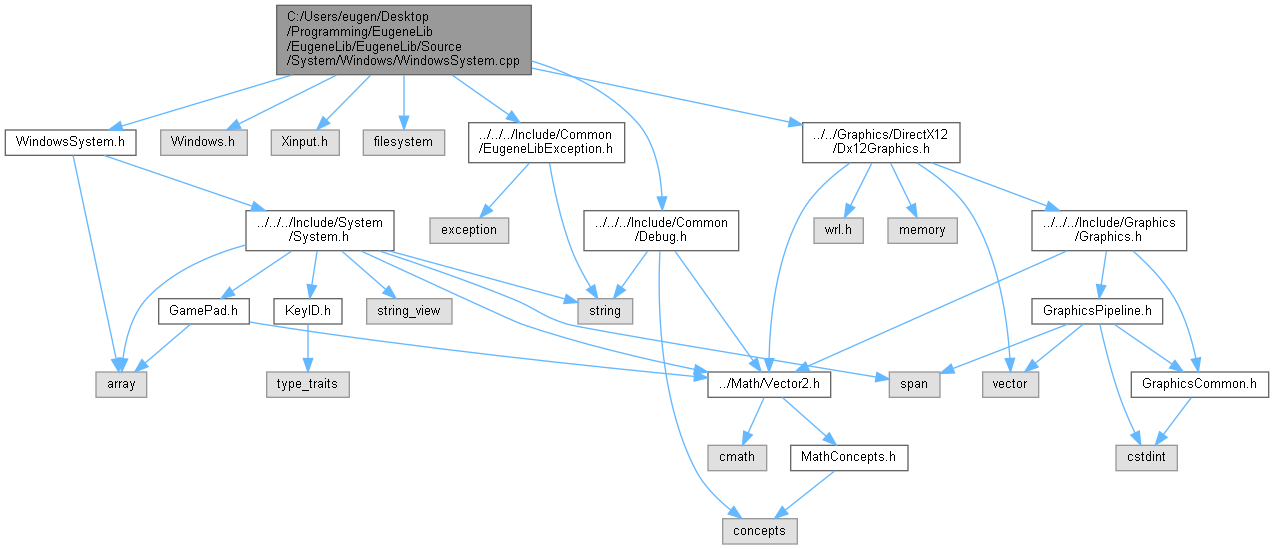 C:/Users/eugen/Desktop
/Programming/EugeneLib
/EugeneLib/EugeneLib/Source
/System/Windows/WindowsSystem.cpp
WindowsSystem.h
Windows.h
Xinput.h
filesystem
../../../Include/Common
/EugeneLibException.h
../../Graphics/DirectX12
/Dx12Graphics.h
../../../Include/System
/System.h
exception
../../../Include/Common
/Debug.h
wrl.h
memory
../../../Include/Graphics
/Graphics.h
GamePad.h
KeyID.h
string_view
string
GraphicsPipeline.h
array
type_traits
../Math/Vector2.h
span
vector
GraphicsCommon.h
cmath
MathConcepts.h
cstdint
concepts